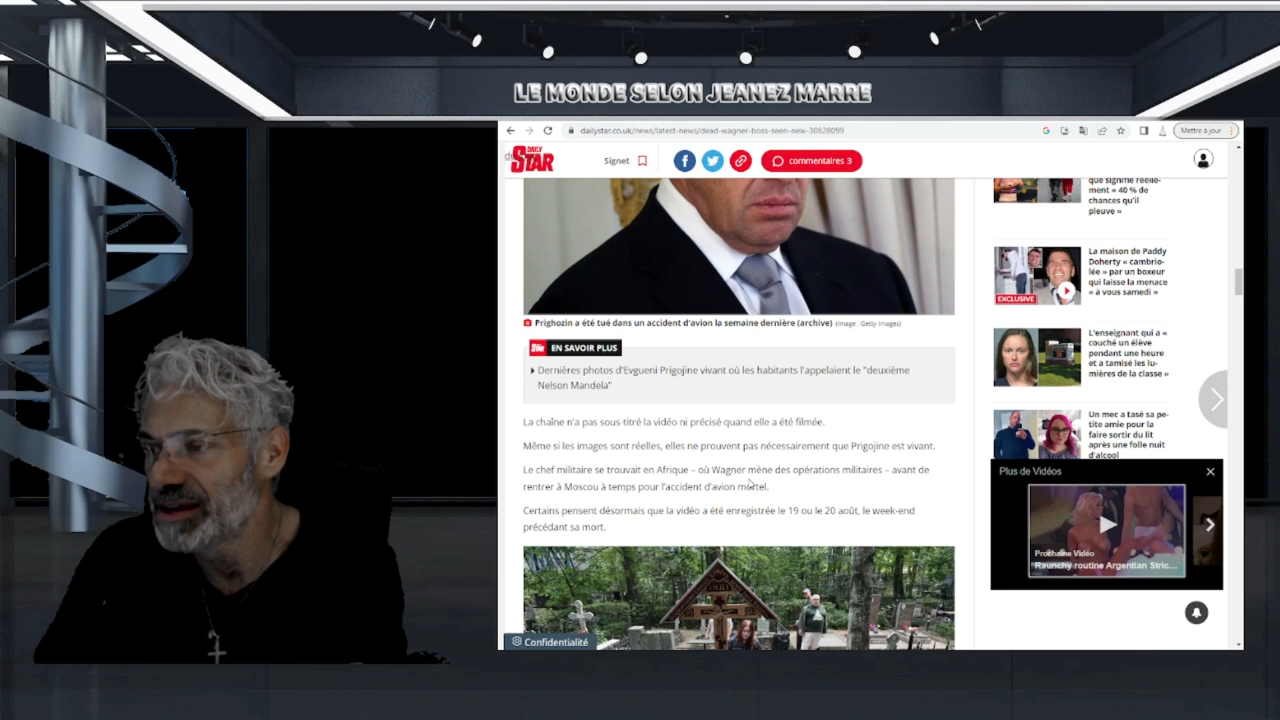 LE MONDE SELON JEANEZ MARRE
dailystar.co.uk/news/latest-news/dead-wagner-boss-seen-new-30828099
Mettre à jour
DAILY
STAR
Signet
commentaires 3
que signifie réelle-
ment « 40 % de
chances qu'il
pleuve »
La maison de Paddy
Doherty « cambrio-
lée » par un boxeur
qui laisse la menace
« à vous samedi »
EXCLUSIVE
Prighozin a été tué dans un accident d'avion la semaine dernière (archive) (Image : Getty Images)
EN SAVOIR PLUS
Dernières photos d'Evgueni Prigojine vivant où les habitants l'appelaient le "deuxième
Nelson Mandela"
L'enseignant qui a «
couché un élève
pendant une heure
et a tamisé les lu-
mières de la classe »
La chaîne n'a pas sous-titré la vidéo ni précisé quand elle a été filmée.
Même si les images sont réelles, elles ne prouvent pas nécessairement que Prigojine est vivant.
Le chef militaire se trouvait en Afrique – où Wagner mène des opérations militaires – avant de
rentrer à Moscou à temps pour l'accident d'avion mortel.
Certains pensent désormais que la vidéo a été enregistrée le 19 ou le 20 août, le week-end
précédant sa mort.
Un mec a tasé sa pe-
tite amie pour la
faire sortir du lit
après une folle nuit
d'alcool
Plus de Vidéos
Prochaine Vidéo
Raunchy routine Argentian Stric...
Confidentialité